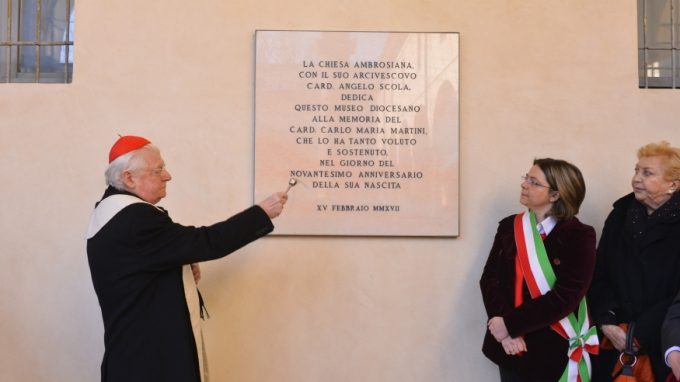 LA CHIESA AMBROSIANA,
CON IL SUO ARCIVESCOVO
CARD. ANGELO SCOLA,
DEDICA
QUESTO MUSEO DIOCESANO
ALLA MEMORIA DEL
CARD. CARLO MARIA MARTINI,
CHE LO HA TANTO VOLUTO
E SOSTENUTO,
NEL GIORNO DEL
NOVANTESIMO ANNIVERSARIO
DELLA SUA NASCITA
XV FEBBRAIO MMXVII